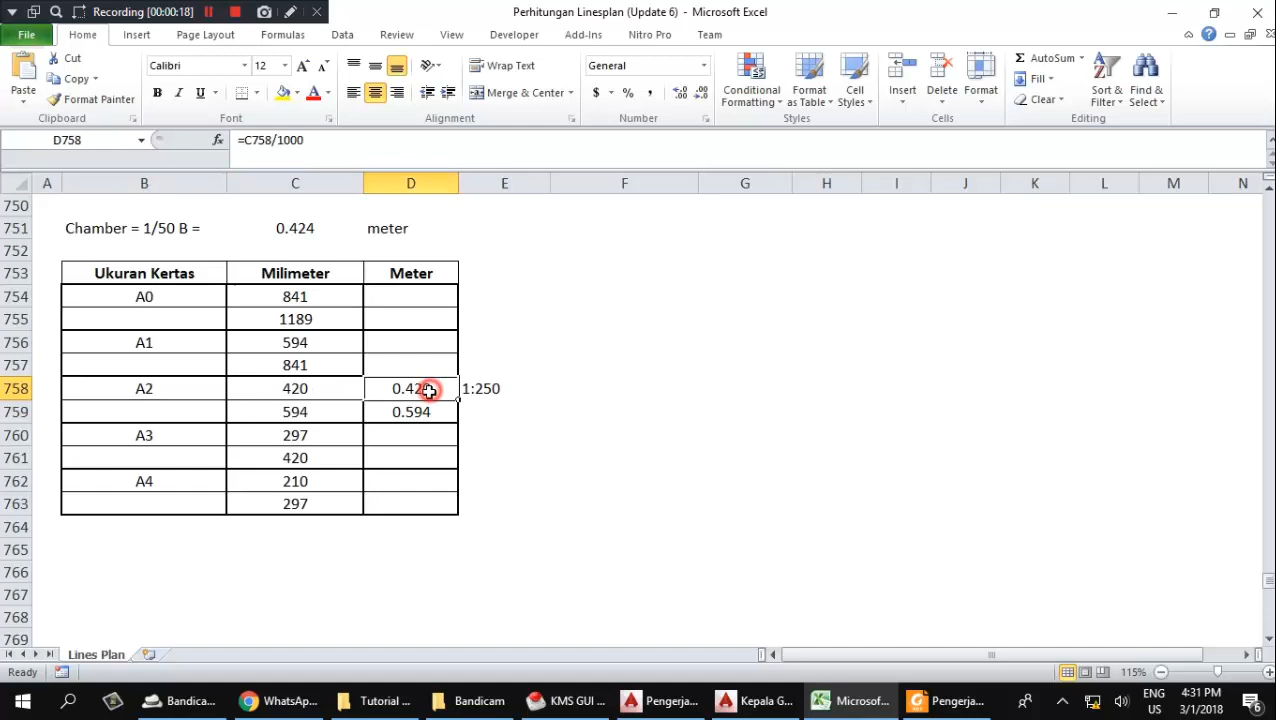 Recording [00:00:18]
Perhitungan Linesplan (Update 6) - Microsoft Excel
File Home Insert Page Layout Formulas Data Review View Developer Add-Ins Nitro Pro Team
Paste
Cut
Copy
Format Painter
Clipboard
Calibri 12
B I U
Font
Wrap Text
Merge & Center
Alignment
General
$ % ,
Number
Conditional Formatting
Format as Table
Cell Styles
Styles
Insert Delete Format
Cells
AutoSum
Fill
Clear
Sort & Filter
Find & Select
Editing
D758 fx =C758/1000
A B C D E F G H I J K L M N
750
751 Chamber = 1/50 B = 0.424 meter
752
753 Ukuran Kertas Milimeter Meter
754 A0 841
755 1189
756 A1 594
757 841
758 A2 420 1:250
759 594 0.594
760 A3 297
761 420
762 A4 210
763 297
764
765
766
767
768
769
Lines Plan
Ready 115%
Bandica... WhatsAp... Tutorial ... Bandicam KMS GUI ... Pengerja... Kepala G... Microsof... Pengerja...
ENG
US
4:31 PM
3/1/2018
6